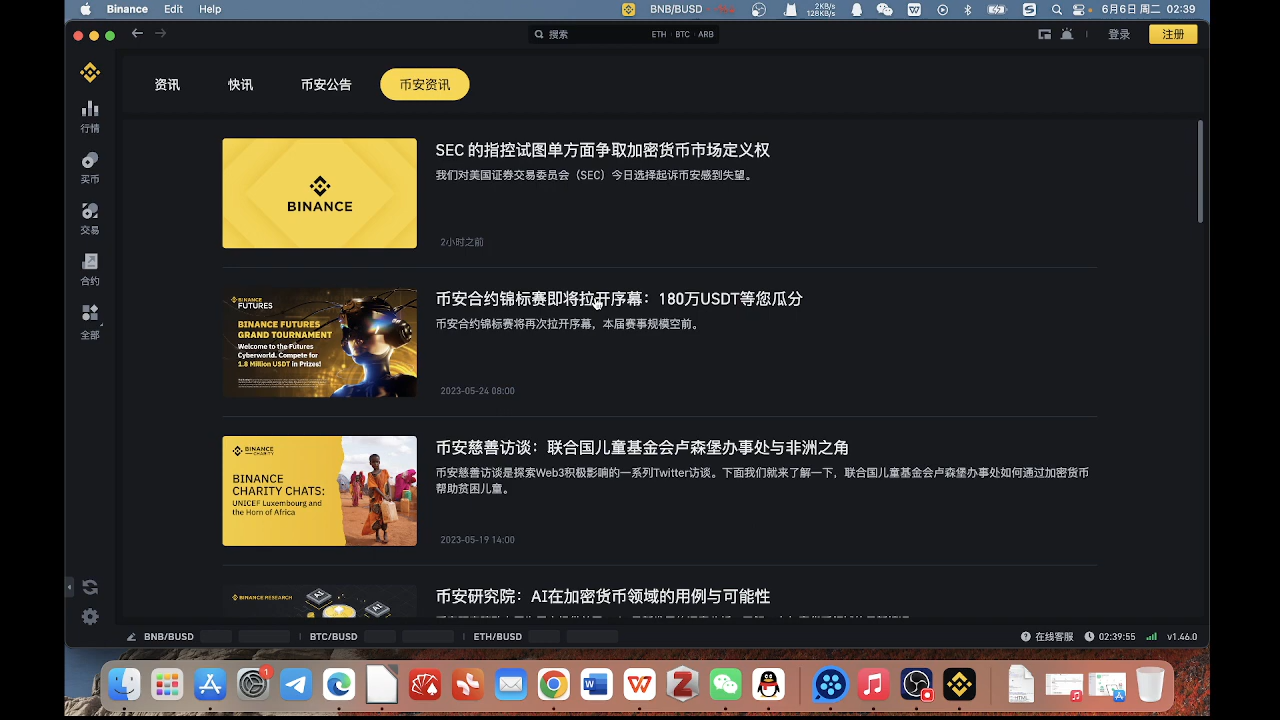 Binance Edit Help BNB/BUSD 2KB/s 128KB/s 6月6日 周二 02:39
搜索 ETH · BTC · ARB 登录 注册
资讯 快讯 币安公告 币安资讯
行情
买币
交易
合约
全部
BINANCE
SEC 的指控试图单方面争取加密货币市场定义权
我们对美国证券交易委员会（SEC）今日选择起诉币安感到失望。
2小时之前
BINANCE
FUTURES
BINANCE FUTURES
GRAND TOURNAMENT
Welcome to the Futures
Cyberworld. Compete for
1.8 Million USDT in Prizes!
币安合约锦标赛即将拉开序幕：180万USDT等您瓜分
币安合约锦标赛将再次拉开序幕，本届赛事规模空前。
2023-05-24 08:00
BINANCE
CHARITY
BINANCE
CHARITY CHATS:
UNICEF Luxembourg and
the Horn of Africa
币安慈善访谈：联合国儿童基金会卢森堡办事处与非洲之角
币安慈善访谈是探索Web3积极影响的一系列Twitter访谈。下面我们就来了解一下，联合国儿童基金会卢森堡办事处如何通过加密货币
帮助贫困儿童。
2023-05-19 14:00
BINANCE RESEARCH
币安研究院：AI在加密货币领域的用例与可能性
BNB/BUSD BTC/BUSD ETH/BUSD 在线客服 02:39:55 v1.46.0
1
HTML